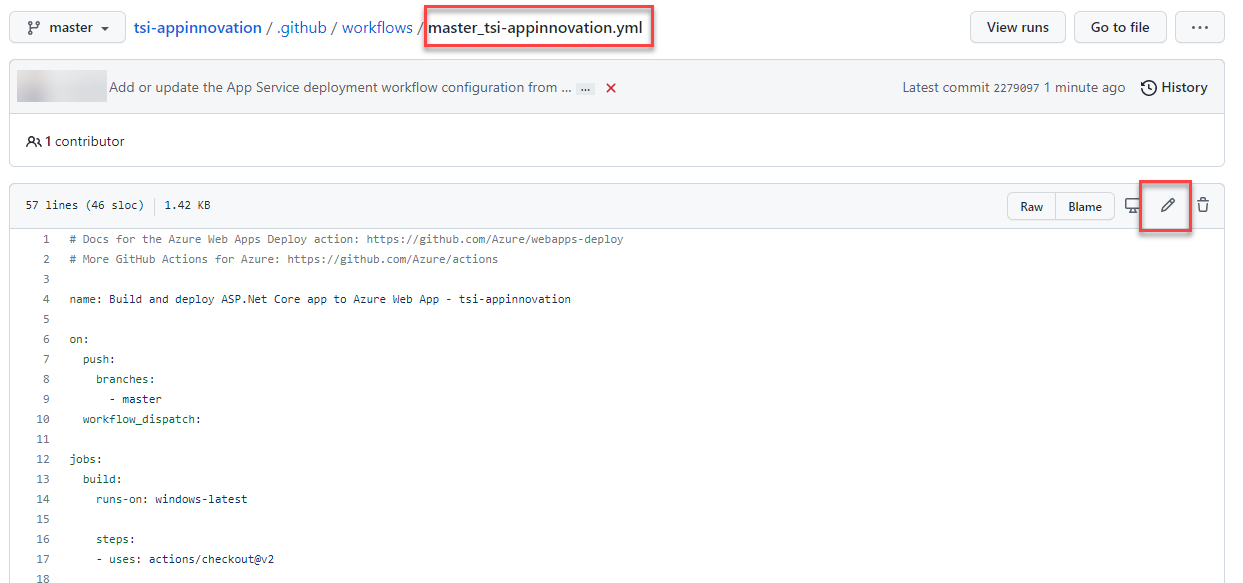 master tsi-appinnovation / .github / workflows / master_tsi-appinnovation.yml View runs Go to file ...
Add or update the App Service deployment workflow configuration from ... ... Latest commit 2279097 1 minute ago History
1 contributor
57 lines (46 sloc) 1.42 KB Raw Blame
1 # Docs for the Azure Web Apps Deploy action: https://github.com/Azure/webapps-deploy
2 # More GitHub Actions for Azure: https://github.com/Azure/actions
3
4 name: Build and deploy ASP.Net Core app to Azure Web App - tsi-appinnovation
5
6 on:
7 push:
8 branches:
9 - master
10 workflow_dispatch:
11
12 jobs:
13 build:
14 runs-on: windows-latest
15
16 steps:
17 - uses: actions/checkout@v2
18